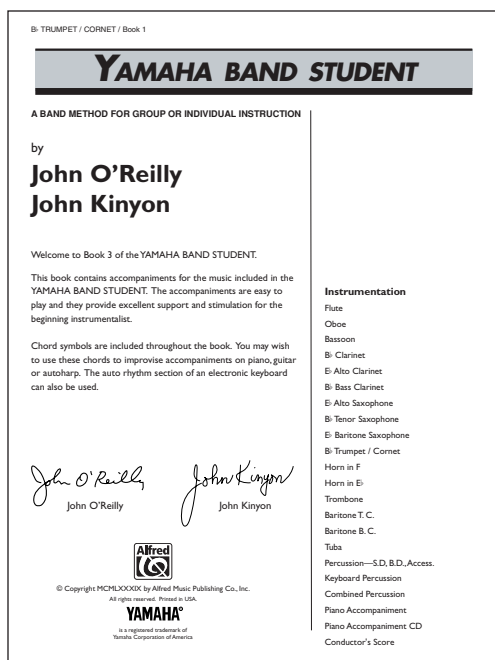 B♭ TRUMPET / CORNET / Book 1
YAMAHA BAND STUDENT
A BAND METHOD FOR GROUP OR INDIVIDUAL INSTRUCTION
by
John O'Reilly
John Kinyon
Welcome to Book 3 of the YAMAHA BAND STUDENT.
This book contains accompaniments for the music included in the
YAMAHA BAND STUDENT. The accompaniments are easy to
play and they provide excellent support and stimulation for the
beginning instrumentalist.
Chord symbols are included throughout the book. You may wish
to use these chords to improvise accompaniments on piano, guitar
or autoharp. The auto rhythm section of an electronic keyboard
can also be used.
John O'Reilly
John Kinyon
John O'Reilly
John Kinyon
Alfred
© Copyright MCMLXXXIX by Alfred Music Publishing Co., Inc.
All rights reserved. Printed in USA.
YAMAHA®
is a registered trademark of
Yamaha Corporation of America
Instrumentation
Flute
Oboe
Bassoon
B♭ Clarinet
E♭ Alto Clarinet
B♭ Bass Clarinet
E♭ Alto Saxophone
B♭ Tenor Saxophone
E♭ Baritone Saxophone
B♭ Trumpet / Cornet
Horn in F
Horn in E♭
Trombone
Baritone T. C.
Baritone B. C.
Tuba
Percussion—S.D, B.D., Access.
Keyboard Percussion
Combined Percussion
Piano Accompaniment
Piano Accompaniment CD
Conductor's Score